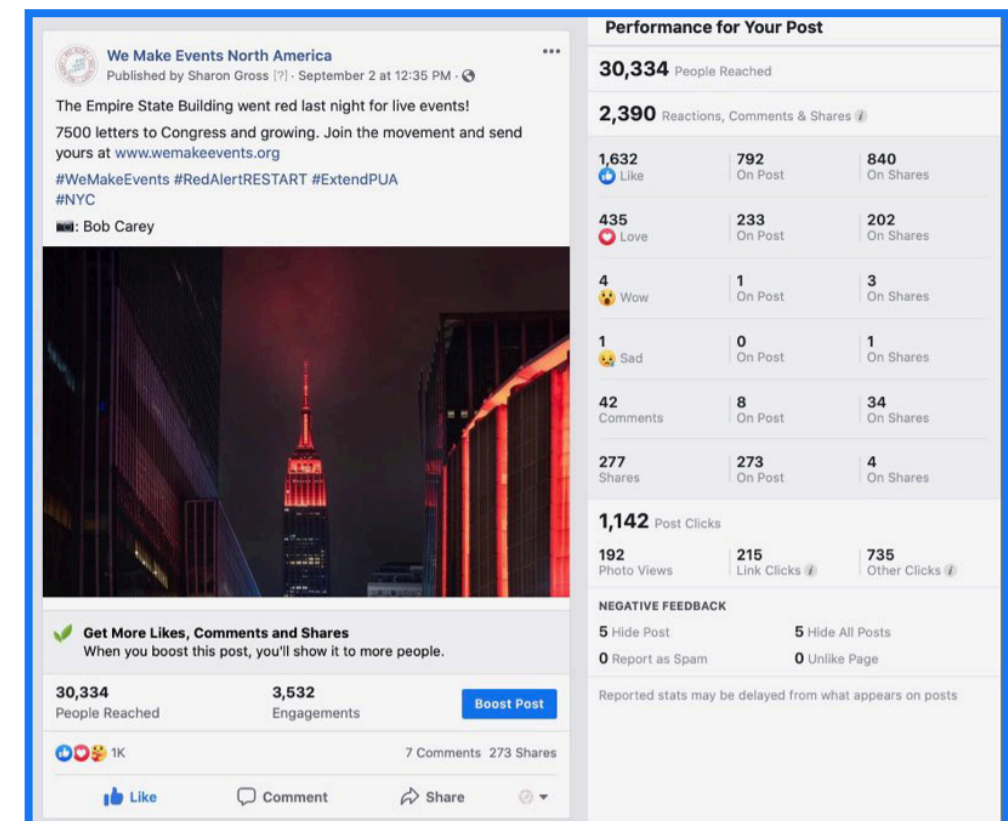 We Make Events North America
Published by Sharon Gross [?] · September 2 at 12:35 PM ·
The Empire State Building went red last night for live events!
7500 letters to Congress and growing. Join the movement and send
yours at www.wemakeevents.org
#WeMakeEvents #RedAlertRESTART #ExtendPUA
#NYC
: Bob Carey
Get More Likes, Comments and Shares
When you boost this post, you'll show it to more people.
30,334 3,532
People Reached Engagements
Boost Post
1K 7 Comments 273 Shares
Like Comment Share
Performance for Your Post
30,334 People Reached
2,390 Reactions, Comments & Shares
1,632 792 840
Like On Post On Shares
435 233 202
Love On Post On Shares
4 1 3
Wow On Post On Shares
1 0 1
Sad On Post On Shares
42 8 34
Comments On Post On Shares
277 273 4
Shares On Post On Shares
1,142 Post Clicks
192 215 735
Photo Views Link Clicks Other Clicks
NEGATIVE FEEDBACK
5 Hide Post 5 Hide All Posts
0 Report as Spam 0 Unlike Page
Reported stats may be delayed from what appears on posts